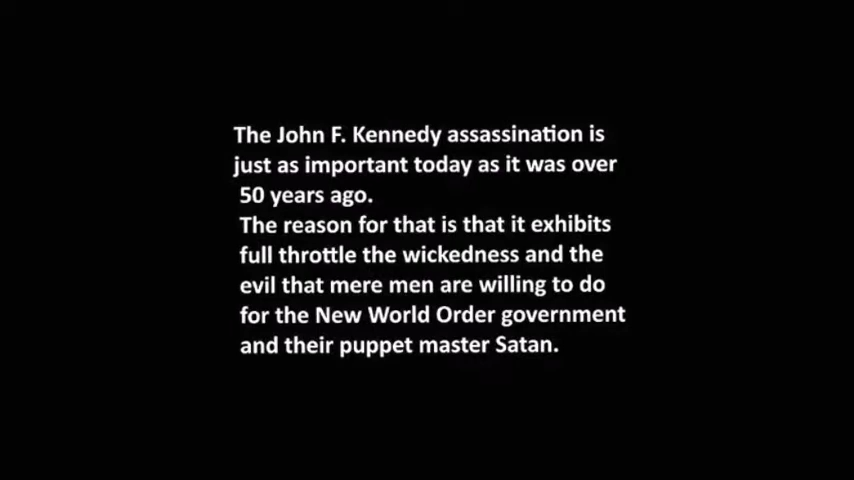 The John F. Kennedy assassination is
just as important today as it was over
50 years ago.
The reason for that is that it exhibits
full throttle the wickedness and the
evil that mere men are willing to do
for the New World Order government
and their puppet master Satan.